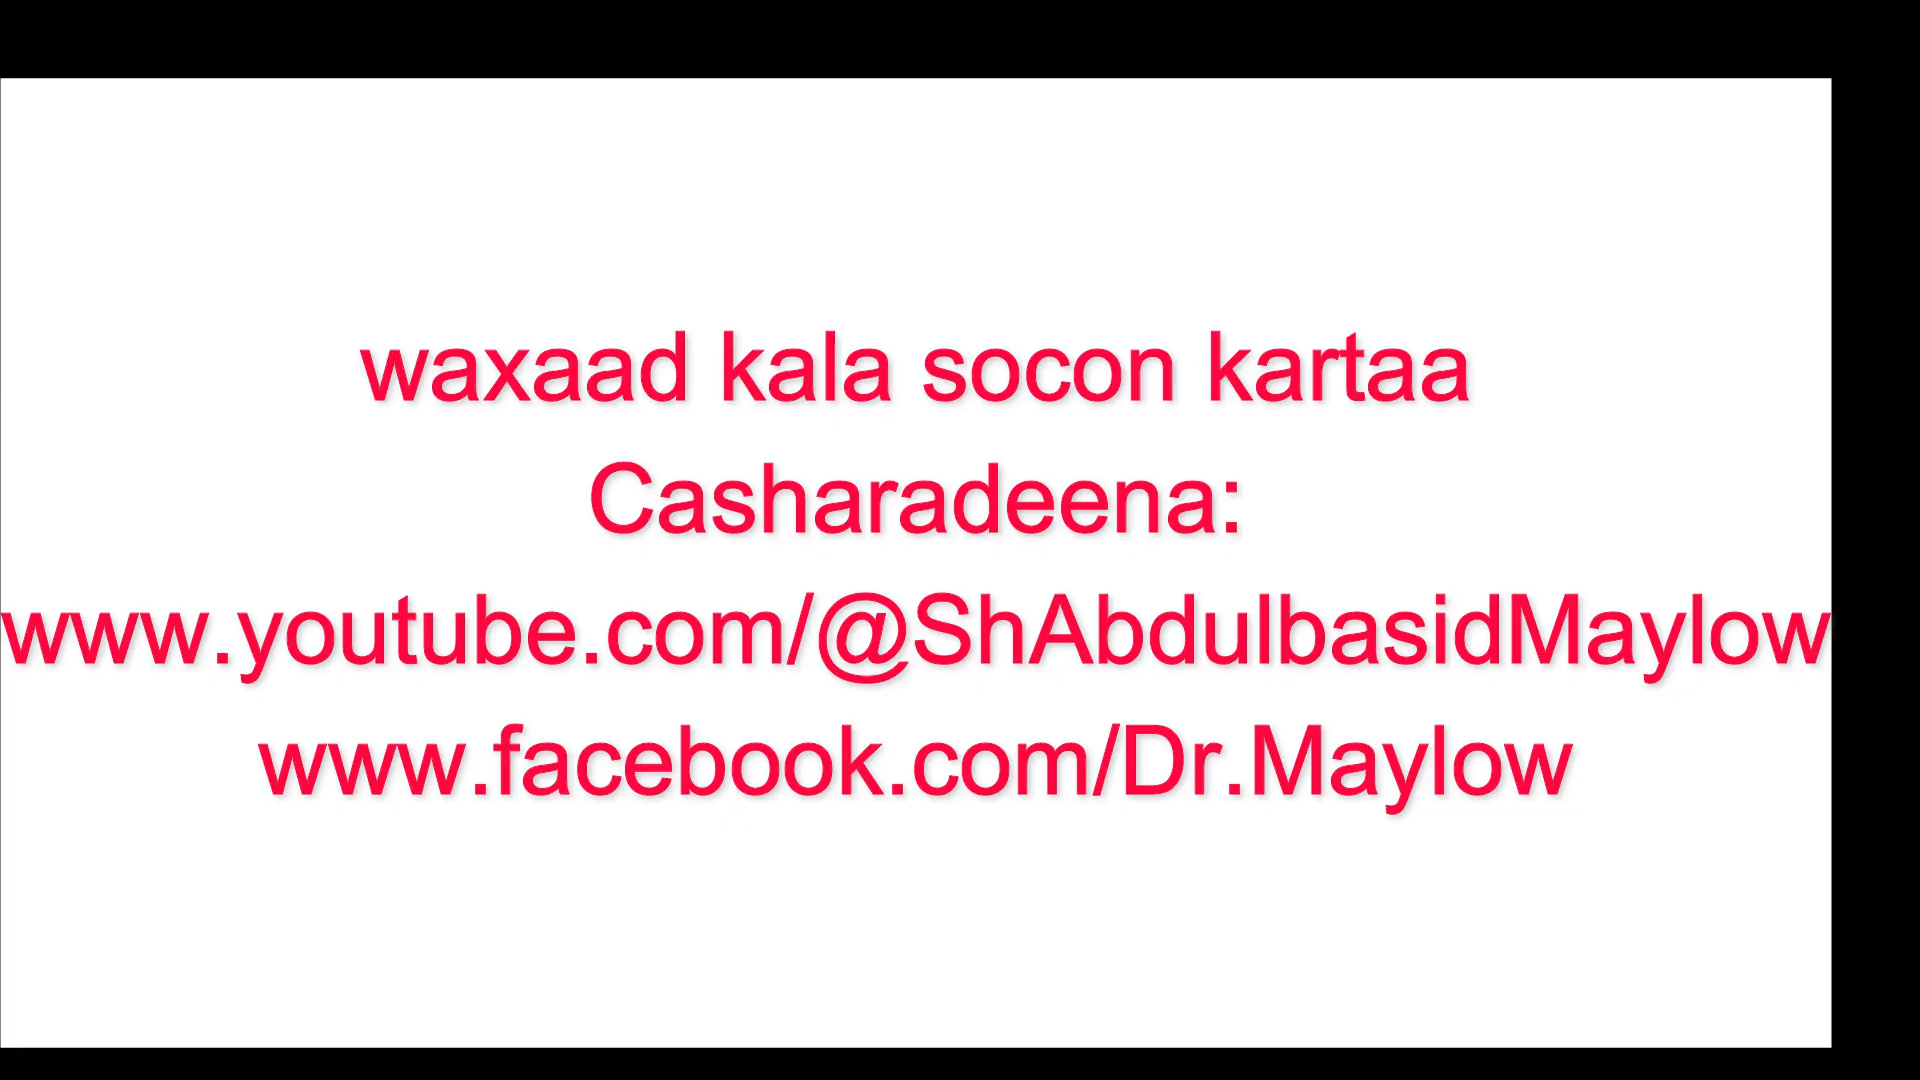 waxaad kala socon kartaa
Casharadeena:
www.youtube.com/@ShAbdulbasidMaylow
www.facebook.com/Dr.Maylow